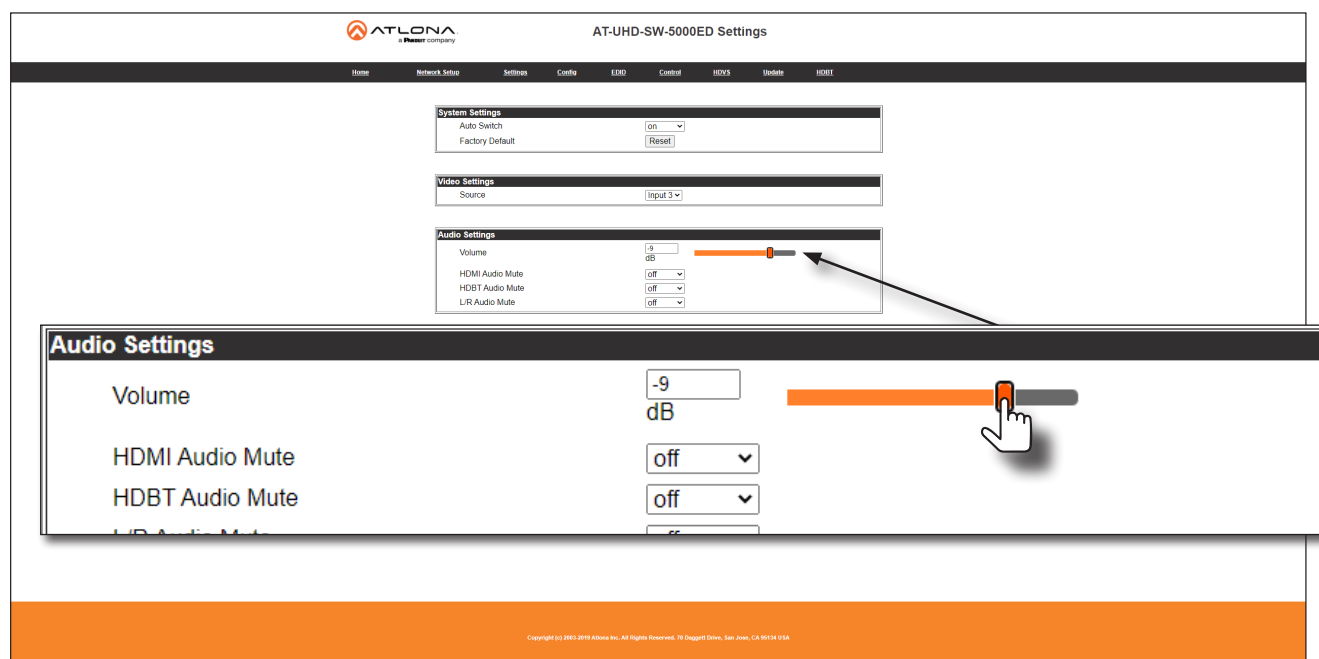 ATLONA
a PANDUIT company
AT-UHD-SW-5000ED Settings
Home Network Setup Settings Config EDID Control HDVS Update HDBT
System Settings
Auto Switch on
Factory Default Reset
Video Settings
Source Input 3
Audio Settings
Volume -9
dB
HDMI Audio Mute off
HDBT Audio Mute off
L/R Audio Mute off
Audio Settings
Volume -9
dB
HDMI Audio Mute off
HDBT Audio Mute off
L/R Audio Mute off
Copyright (c) 2003-2019 Atlona Inc. All Rights Reserved. 70 Daggett Drive, San Jose, CA 95134 USA